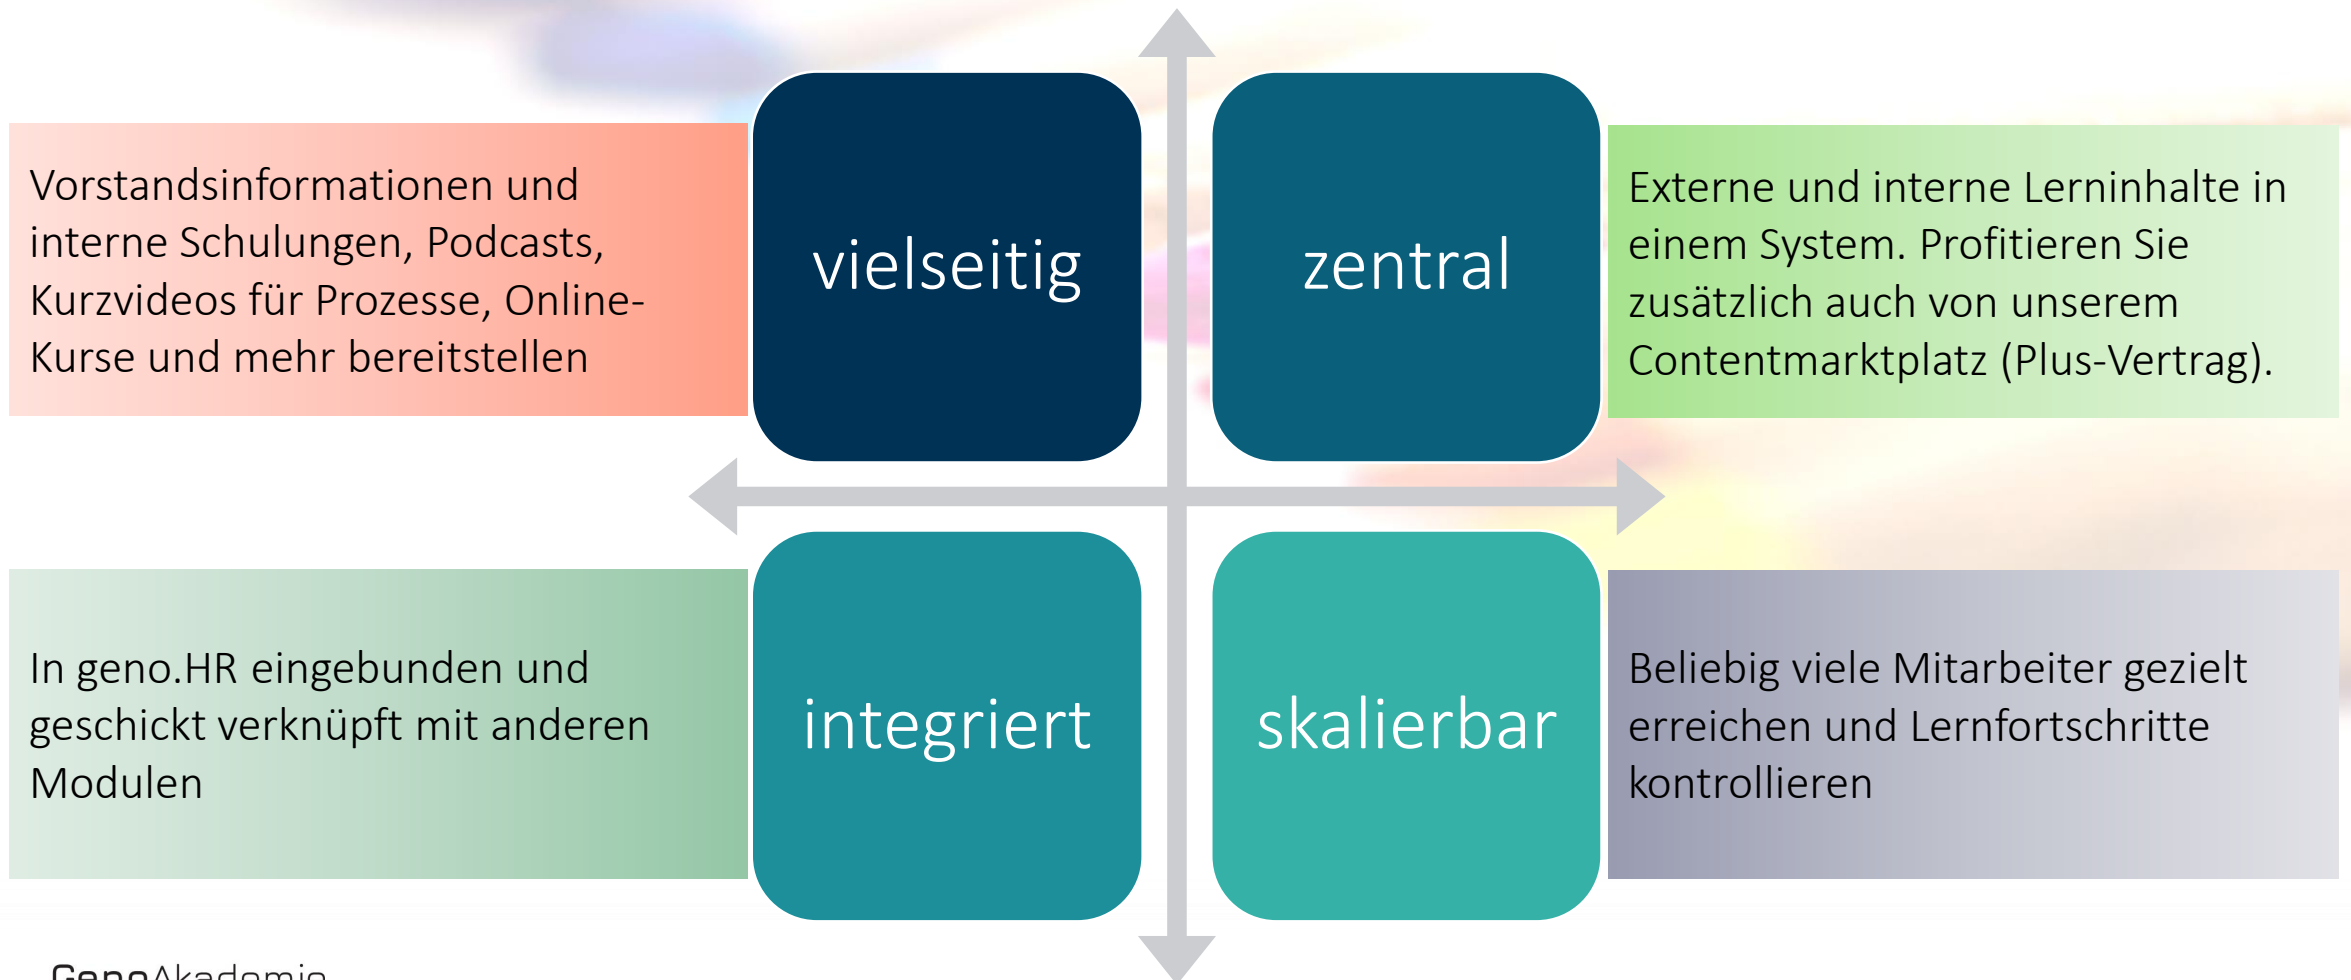 Vorstandsinformationen und
interne Schulungen, Podcasts,
Kurzvideos für Prozesse, Online-
Kurse und mehr bereitstellen
vielseitig
zentral
Externe und interne Lerninhalte in
einem System. Profitieren Sie
zusätzlich auch von unserem
Contentmarktplatz (Plus-Vertrag).
In geno.HR eingebunden und
geschickt verknüpft mit anderen
Modulen
integriert
skalierbar
Beliebig viele Mitarbeiter gezielt
erreichen und Lernfortschritte
kontrollieren
GenoAkademie